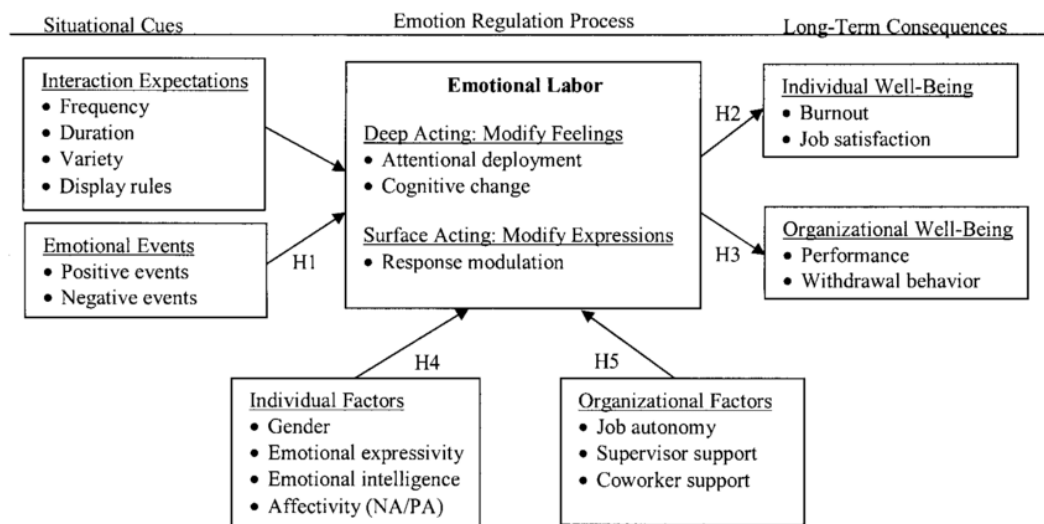 Situational Cues
Emotion Regulation Process
Long-Term Consequences
Interaction Expectations
• Frequency
• Duration
• Variety
• Display rules
Emotional Events
• Positive events
• Negative events
H1
Emotional Labor
Deep Acting: Modify Feelings
• Attentional deployment
• Cognitive change
Surface Acting: Modify Expressions
• Response modulation
H2
Individual Well-Being
• Burnout
• Job satisfaction
H3
Organizational Well-Being
• Performance
• Withdrawal behavior
H4
Individual Factors
• Gender
• Emotional expressivity
• Emotional intelligence
• Affectivity (NA/PA)
H5
Organizational Factors
• Job autonomy
• Supervisor support
• Coworker support